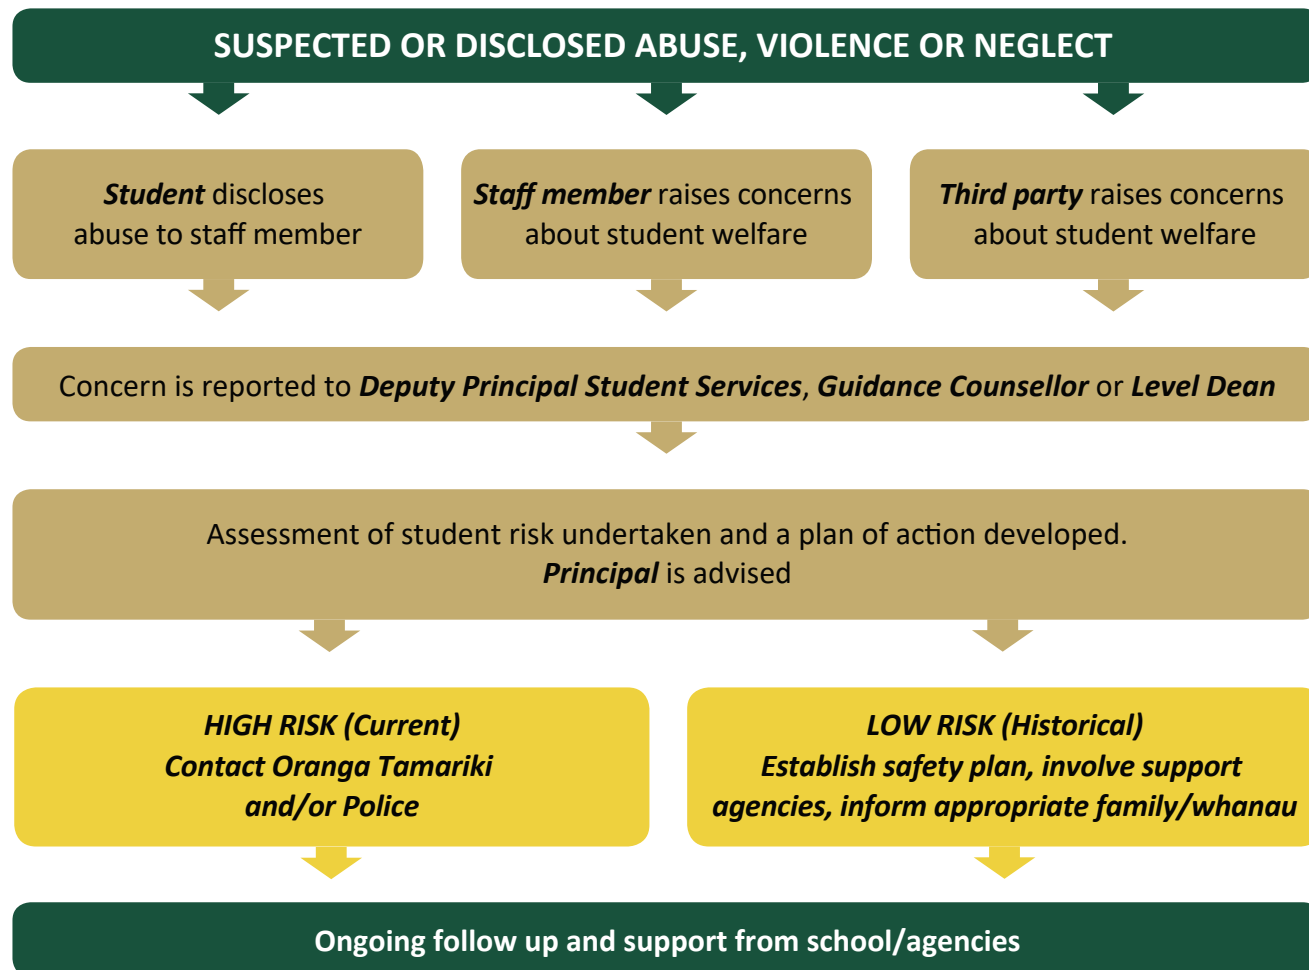 SUSPECTED OR DISCLOSED ABUSE, VIOLENCE OR NEGLECT
Student discloses
abuse to staff member
Staff member raises concerns
about student welfare
Third party raises concerns
about student welfare
Concern is reported to Deputy Principal Student Services, Guidance Counsellor or Level Dean
Assessment of student risk undertaken and a plan of action developed.
Principal is advised
HIGH RISK (Current)
Contact Oranga Tamariki
and/or Police
LOW RISK (Historical)
Establish safety plan, involve support
agencies, inform appropriate family/whanau
Ongoing follow up and support from school/agencies